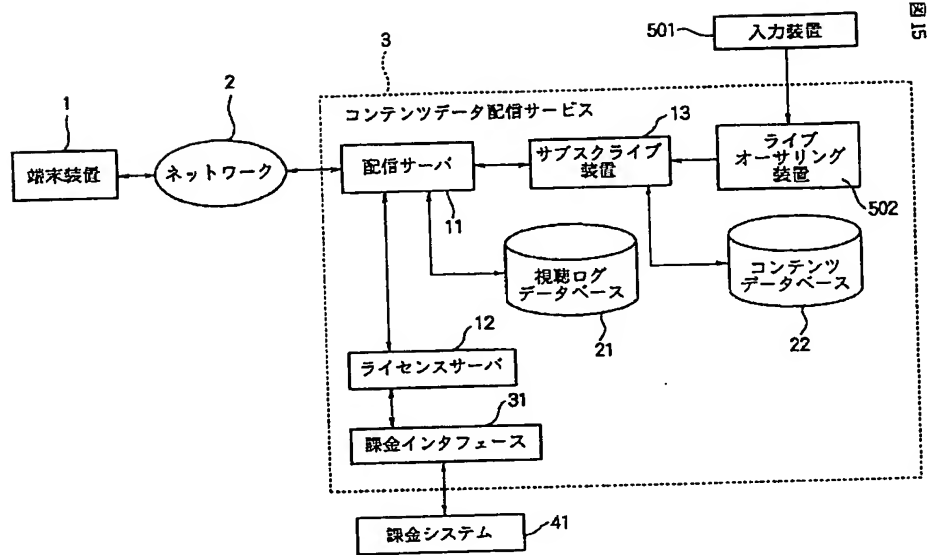 図15
501
入力装置
3
コンテンツデータ配信サービス
1
端末装置
2
ネットワーク
配信サーバ
11
13
サブスクライブ
装置
ライブ
オーサリング
装置
502
視聴ログ
データベース
21
コンテンツ
データベース
22
12
ライセンスサーバ
31
課金インタフェース
課金システム
41